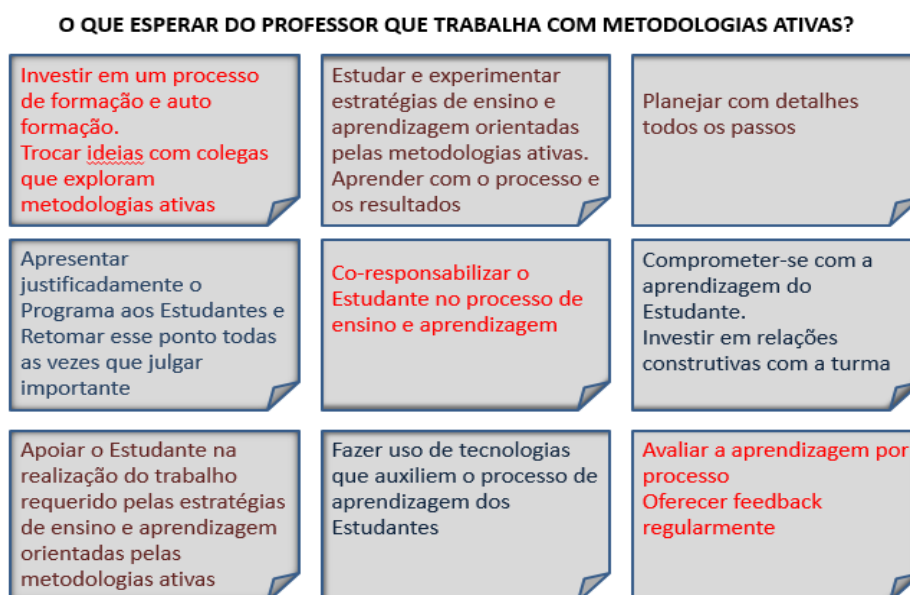 O QUE ESPERAR DO PROFESSOR QUE TRABALHA COM METODOLOGIAS ATIVAS?
Investir em um processo
de formação e auto
formação.
Trocar ideias com colegas
que exploram
metodologias ativas
Estudar e experimentar
estratégias de ensino e
aprendizagem orientadas
pelas metodologias ativas.
Aprender com o processo e
os resultados
Planejar com detalhes
todos os passos
Apresentar
justificadamente o
Programa aos Estudantes e
Retomar esse ponto todas
as vezes que julgar
importante
Co-responsabilizar o
Estudante no processo de
ensino e aprendizagem
Comprometer-se com a
aprendizagem do
Estudante.
Investir em relações
construtivas com a turma
Apoiar o Estudante na
realização do trabalho
requerido pelas estratégias
de ensino e aprendizagem
orientadas pelas
metodologias ativas
Fazer uso de tecnologias
que auxiliem o processo de
aprendizagem dos
Estudantes
Avaliar a aprendizagem por
processo
Oferecer feedback
regularmente